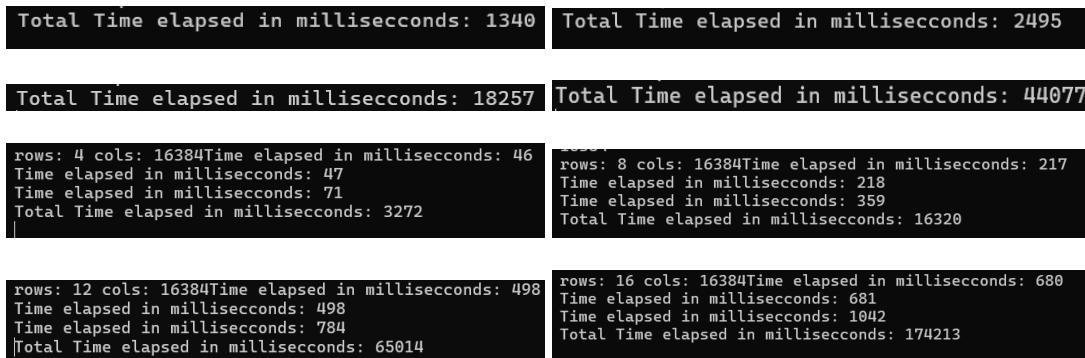 Total Time elapsed in millisecconds: 1340
Total Time elapsed in millisecconds: 2495
Total Time elapsed in millisecconds: 18257
Total Time elapsed in millisecconds: 44077
rows: 4 cols: 16384Time elapsed in millisecconds: 46
Time elapsed in millisecconds: 47
Time elapsed in millisecconds: 71
Total Time elapsed in millisecconds: 3272
rows: 8 cols: 16384Time elapsed in millisecconds: 217
Time elapsed in millisecconds: 218
Time elapsed in millisecconds: 359
Total Time elapsed in millisecconds: 16320
rows: 12 cols: 16384Time elapsed in millisecconds: 498
Time elapsed in millisecconds: 498
Time elapsed in millisecconds: 784
Total Time elapsed in millisecconds: 65014
rows: 16 cols: 16384Time elapsed in millisecconds: 680
Time elapsed in millisecconds: 681
Time elapsed in millisecconds: 1042
Total Time elapsed in millisecconds: 174213